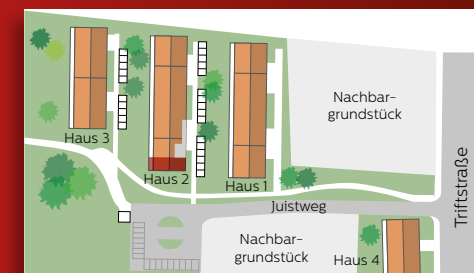 Nachbar-
grundstück
Haus 3
Haus 2
Haus 1
Triftstraße
Juistweg
Nachbar-
grundstück
Haus 4